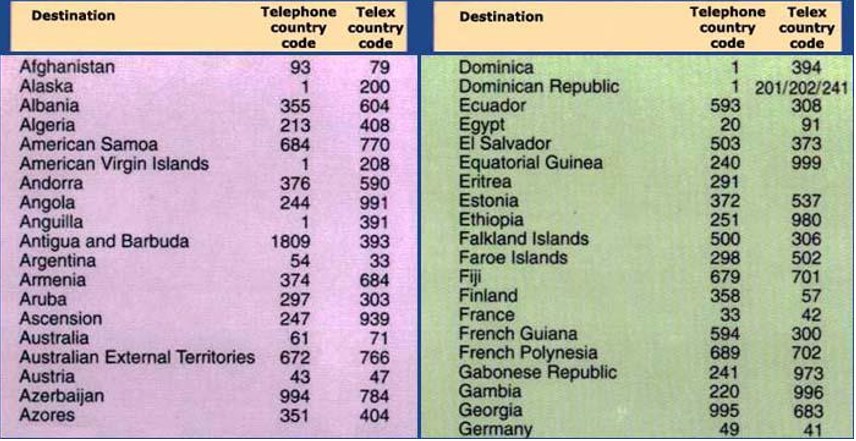 Destination Telephone country code Telex country code
Afghanistan 93 79
Alaska 1 200
Albania 355 604
Algeria 213 408
American Samoa 684 770
American Virgin Islands 1 208
Andorra 376 590
Angola 244 991
Anguilla 1 391
Antigua and Barbuda 1809 393
Argentina 54 33
Armenia 374 684
Aruba 297 303
Ascension 247 939
Australia 61 71
Australian External Territories 672 766
Austria 43 47
Azerbaijan 994 784
Azores 351 404
Destination Telephone country code Telex country code
Dominica 1 394
Dominican Republic 1 201/202/241
Ecuador 593 308
Egypt 20 91
El Salvador 503 373
Equatorial Guinea 240 999
Eritrea 291
Estonia 372 537
Ethiopia 251 980
Falkland Islands 500 306
Faroe Islands 298 502
Fiji 679 701
Finland 358 57
France 33 42
French Guiana 594 300
French Polynesia 689 702
Gabonese Republic 241 973
Gambia 220 996
Georgia 995 683
Germany 49 41